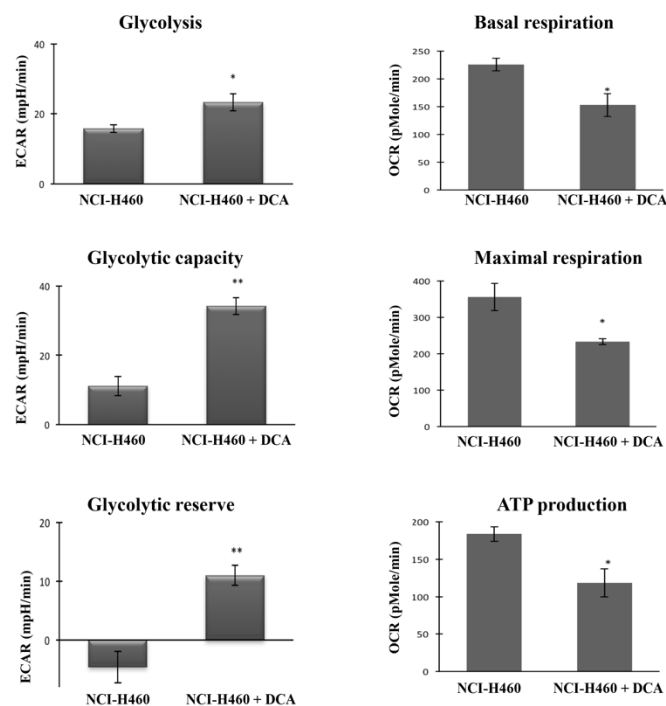 Glycolysis
ECAR (mpH/min)
40
20
0
*
NCI-H460
NCI-H460 + DCA
Basal respiration
OCR (pMole/min)
250
200
150
100
50
0
*
NCI-H460
NCI-H460 + DCA
Glycolytic capacity
ECAR (mpH/min)
40
20
0
**
NCI-H460
NCI-H460 + DCA
Maximal respiration
OCR (pMole/min)
400
300
200
100
0
*
NCI-H460
NCI-H460 + DCA
Glycolytic reserve
ECAR (mpH/min)
20
10
0
**
NCI-H460
NCI-H460 + DCA
ATP production
OCR (pMole/min)
200
150
100
50
0
*
NCI-H460
NCI-H460 + DCA